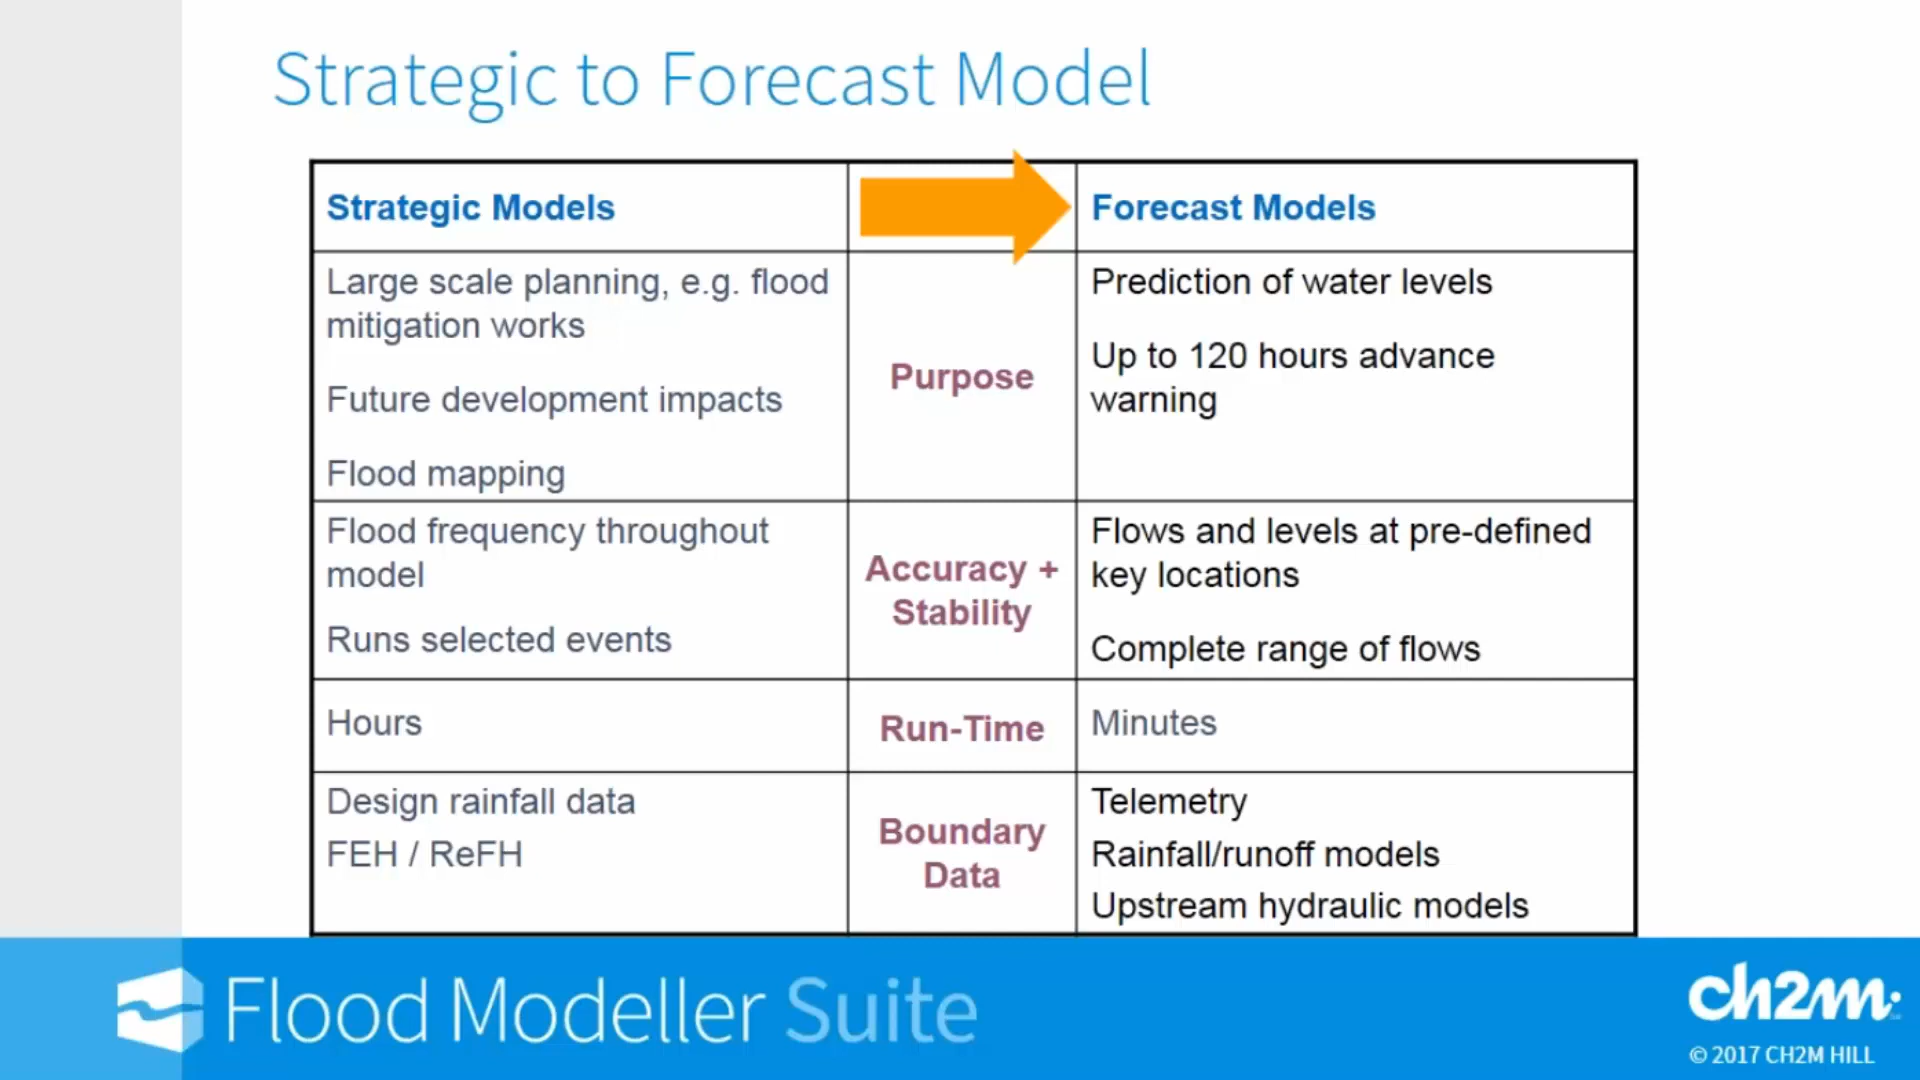 Strategic to Forecast Model
Strategic Models
Forecast Models
Large scale planning, e.g. flood
mitigation works
Future development impacts
Flood mapping
Purpose
Prediction of water levels
Up to 120 hours advance
warning
Flood frequency throughout
model
Runs selected events
Accuracy +
Stability
Flows and levels at pre-defined
key locations
Complete range of flows
Hours
Run-Time
Minutes
Design rainfall data
FEH / ReFH
Boundary
Data
Telemetry
Rainfall/runoff models
Upstream hydraulic models
Flood Modeller Suite
ch2m:
© 2017 CH2M HILL